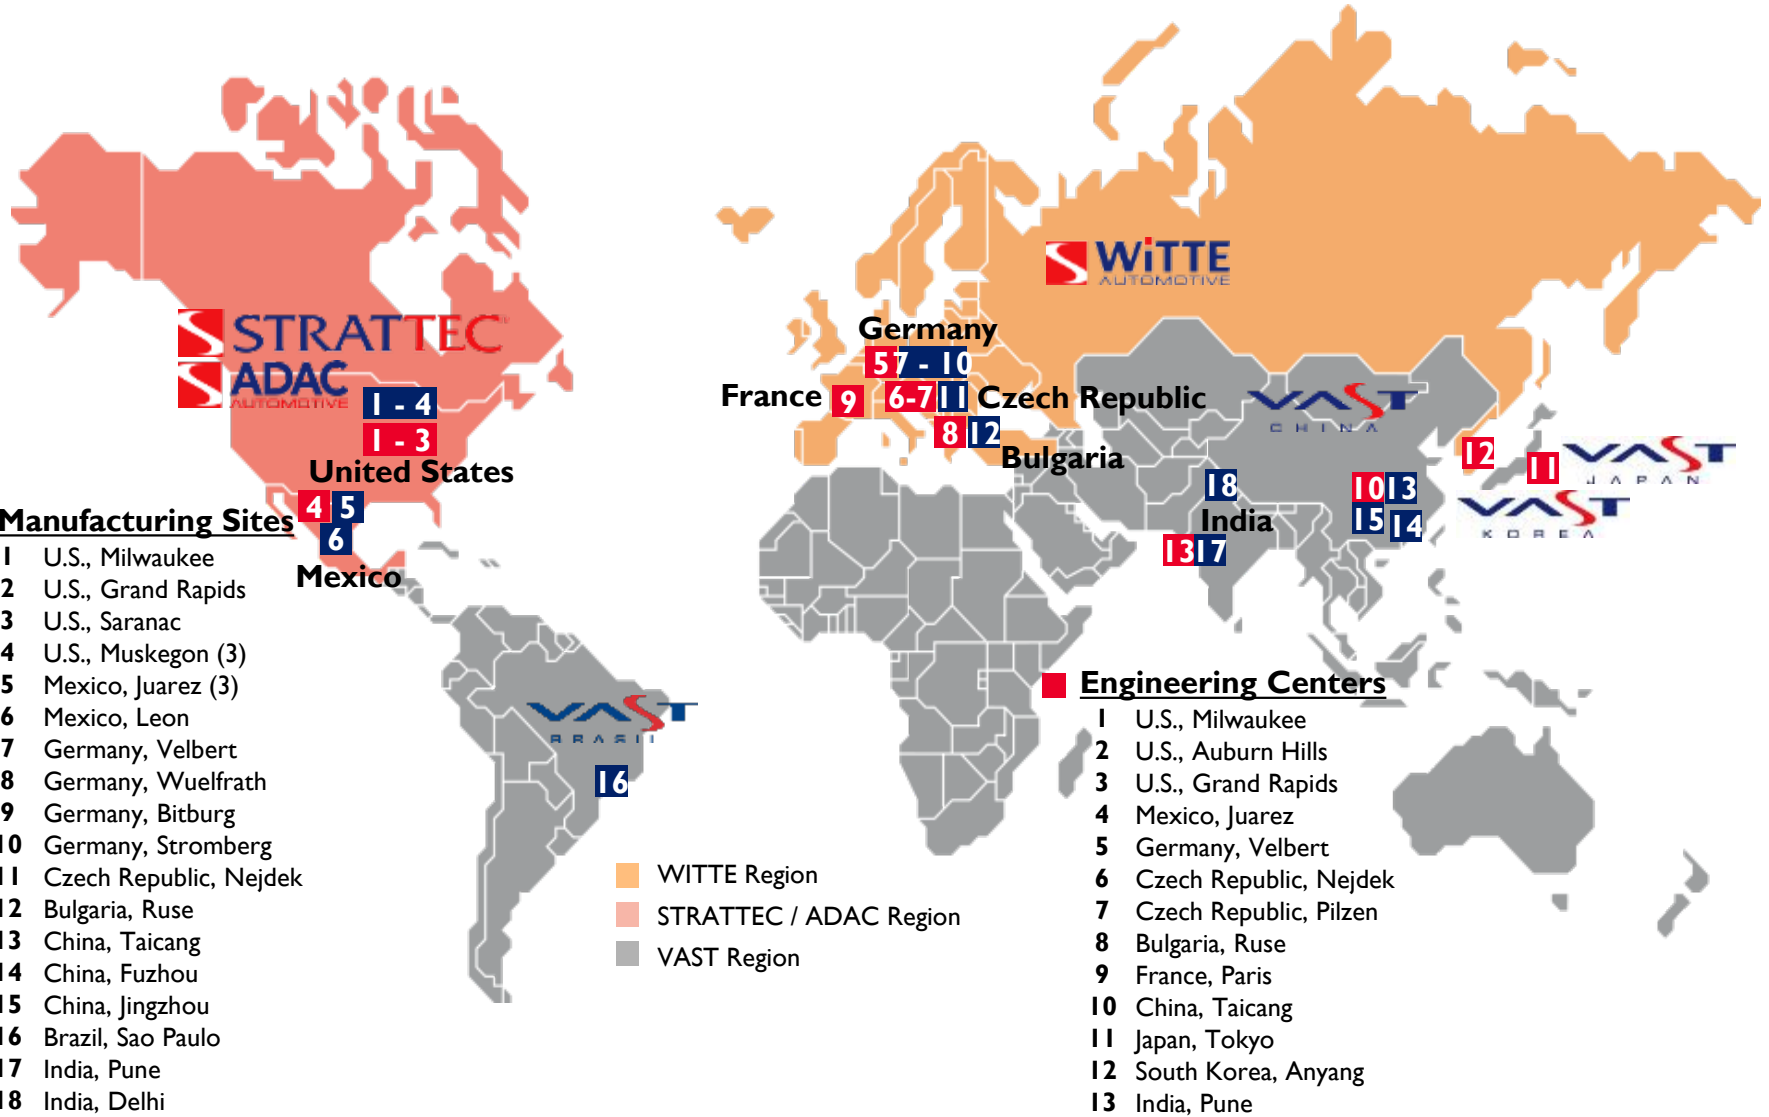 WiTTE
AUTOMOTIVE
STRATTEC
ADAC
AUTOMOTIVE
1 - 4
1 - 3
United States
4 5
6
Mexico
Germany
5 7 - 10
France 9
6-7 11 Czech Republic
8 12
Bulgaria
VAST
CHINA
12
11
VAST
JAPAN
VAST
KOREA
18
India
13 17
10 13
15 14
VAST
BRASIL
16
Manufacturing Sites
1 U.S., Milwaukee
2 U.S., Grand Rapids
3 U.S., Saranac
4 U.S., Muskegon (3)
5 Mexico, Juarez (3)
6 Mexico, Leon
7 Germany, Velbert
8 Germany, Wuelfrath
9 Germany, Bitburg
10 Germany, Stromberg
11 Czech Republic, Nejdek
12 Bulgaria, Ruse
13 China, Taicang
14 China, Fuzhou
15 China, Jingzhou
16 Brazil, Sao Paulo
17 India, Pune
18 India, Delhi
WITTE Region
STRATTEC / ADAC Region
VAST Region
Engineering Centers
1 U.S., Milwaukee
2 U.S., Auburn Hills
3 U.S., Grand Rapids
4 Mexico, Juarez
5 Germany, Velbert
6 Czech Republic, Nejdek
7 Czech Republic, Pilzen
8 Bulgaria, Ruse
9 France, Paris
10 China, Taicang
11 Japan, Tokyo
12 South Korea, Anyang
13 India, Pune